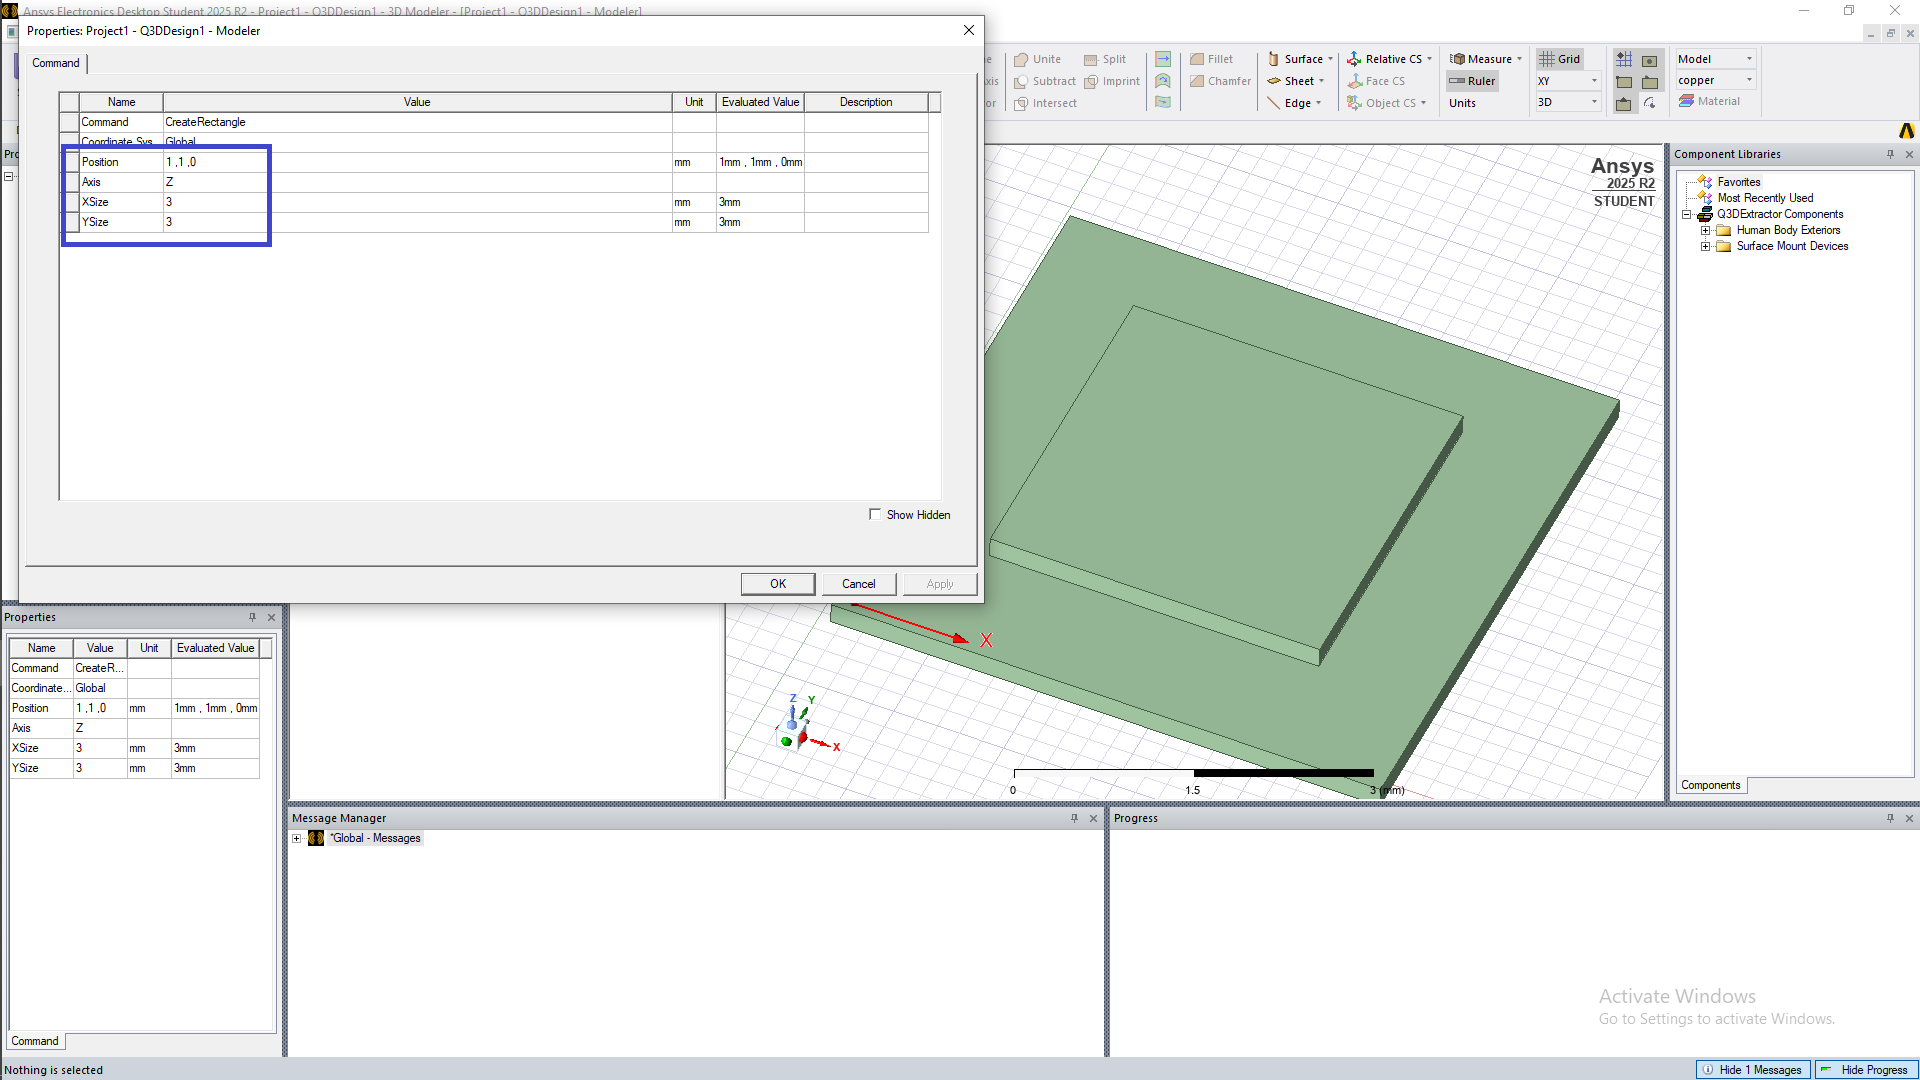 Ansys Electronics Desktop Student 2025 R2 - Project1 - Q3DDesign1 - 3D Modeler - [Project1 - Q3DDesign1 - Modeler]
Properties: Project1 - Q3DDesign1 - Modeler
Command
Name Value Unit Evaluated Value Description
Command CreateRectangle
Coordinate Sys Global
Position 1 ,1 ,0 mm 1mm , 1mm , 0mm
Axis Z
XSize 3 mm 3mm
YSize 3 mm 3mm
Show Hidden
OK Cancel Apply
Unite Split Fillet Surface Relative CS Measure Grid Model
Subtract Imprint Chamfer Sheet Face CS Ruler XY copper
Intersect Edge Object CS Units 3D Material
Ansys
2025 R2
STUDENT
X
Z Y
X
0 1.5 3 (mm)
Component Libraries
Favorites
Most Recently Used
Q3DExtractor Components
Human Body Exteriors
Surface Mount Devices
Components
Properties
Name Value Unit Evaluated Value
Command CreateR...
Coordinate... Global
Position 1 ,1 ,0 mm 1mm , 1mm , 0mm
Axis Z
XSize 3 mm 3mm
YSize 3 mm 3mm
Command
Message Manager
*Global - Messages
Progress
Activate Windows
Go to Settings to activate Windows.
Nothing is selected
Hide 1 Messages Hide Progress